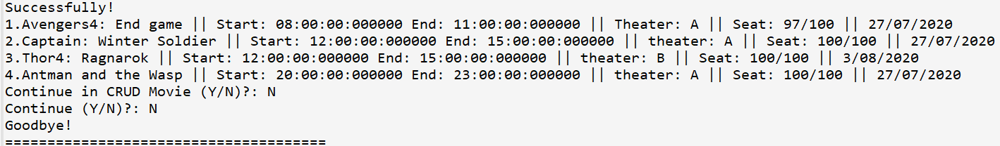 Successfully!
1.Avengers4: End game || Start: 08:00:00:000000 End: 11:00:00:000000 || Theater: A || Seat: 97/100 || 27/07/2020
2.Captain: Winter Soldier || Start: 12:00:00:000000 End: 15:00:00:000000 || theater: A || Seat: 100/100 || 27/07/2020
3.Thor4: Ragnarok || Start: 12:00:00:000000 End: 15:00:00:000000 || theater: B || Seat: 100/100 || 3/08/2020
4.Antman and the Wasp || Start: 20:00:00:000000 End: 23:00:00:000000 || theater: A || Seat: 100/100 || 27/07/2020
Continue in CRUD Movie (Y/N)?: N
Continue (Y/N)?: N
Goodbye!
======================================